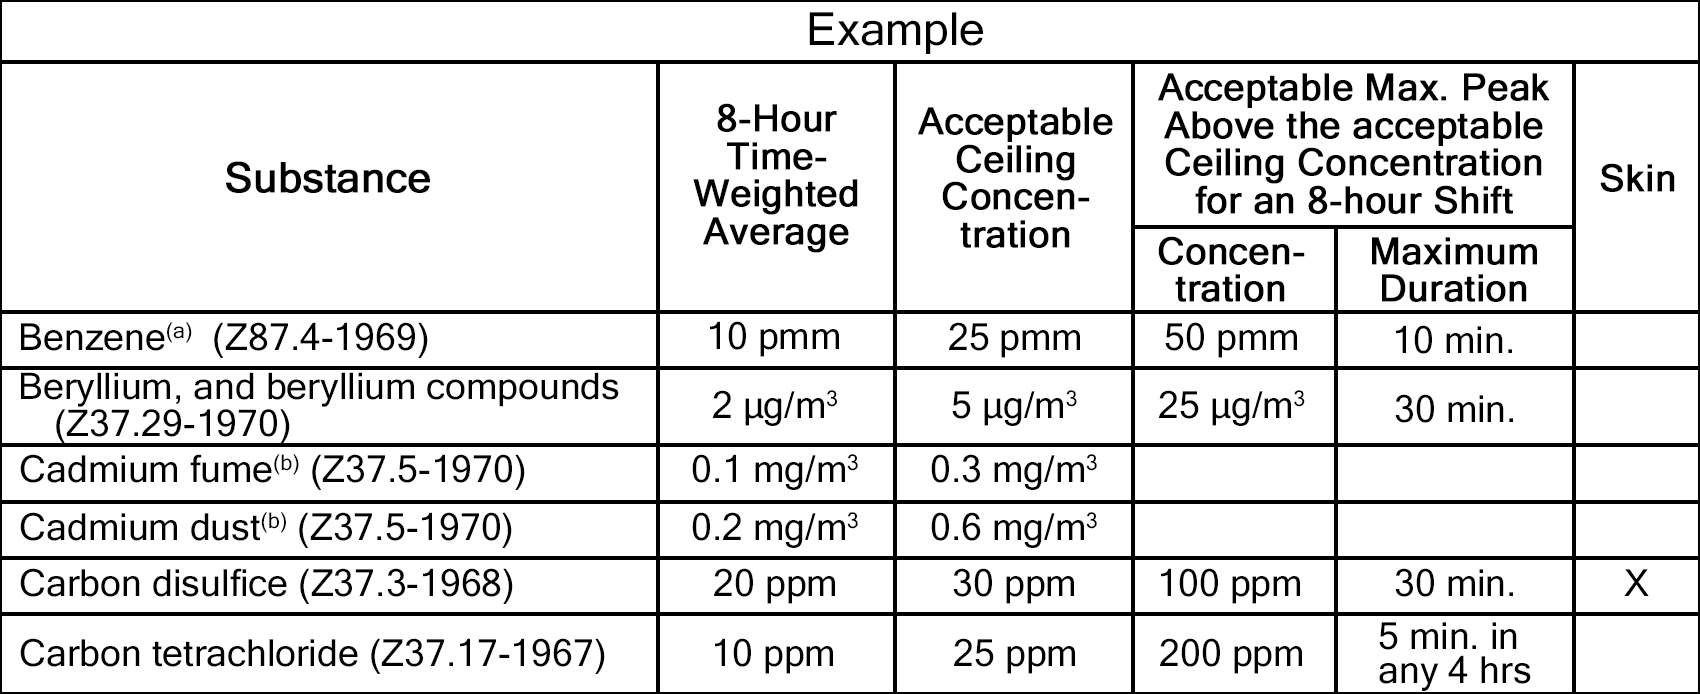 Example
Substance
8-Hour
Time-
Weighted
Average
Acceptable
Ceiling
Concen-
tration
Acceptable Max. Peak
Above the acceptable
Ceiling Concentration
for an 8-hour Shift
Concen-
tration
Maximum
Duration
Skin
Benzene(a) (Z87.4-1969) 10 pmm 25 pmm 50 pmm 10 min.
Beryllium, and beryllium compounds
(Z37.29-1970) 2 µg/m³ 5 µg/m³ 25 µg/m³ 30 min.
Cadmium fume(b) (Z37.5-1970) 0.1 mg/m³ 0.3 mg/m³
Cadmium dust(b) (Z37.5-1970) 0.2 mg/m³ 0.6 mg/m³
Carbon disulfice (Z37.3-1968) 20 ppm 30 ppm 100 ppm 30 min. X
Carbon tetrachloride (Z37.17-1967) 10 ppm 25 ppm 200 ppm 5 min. in
any 4 hrs